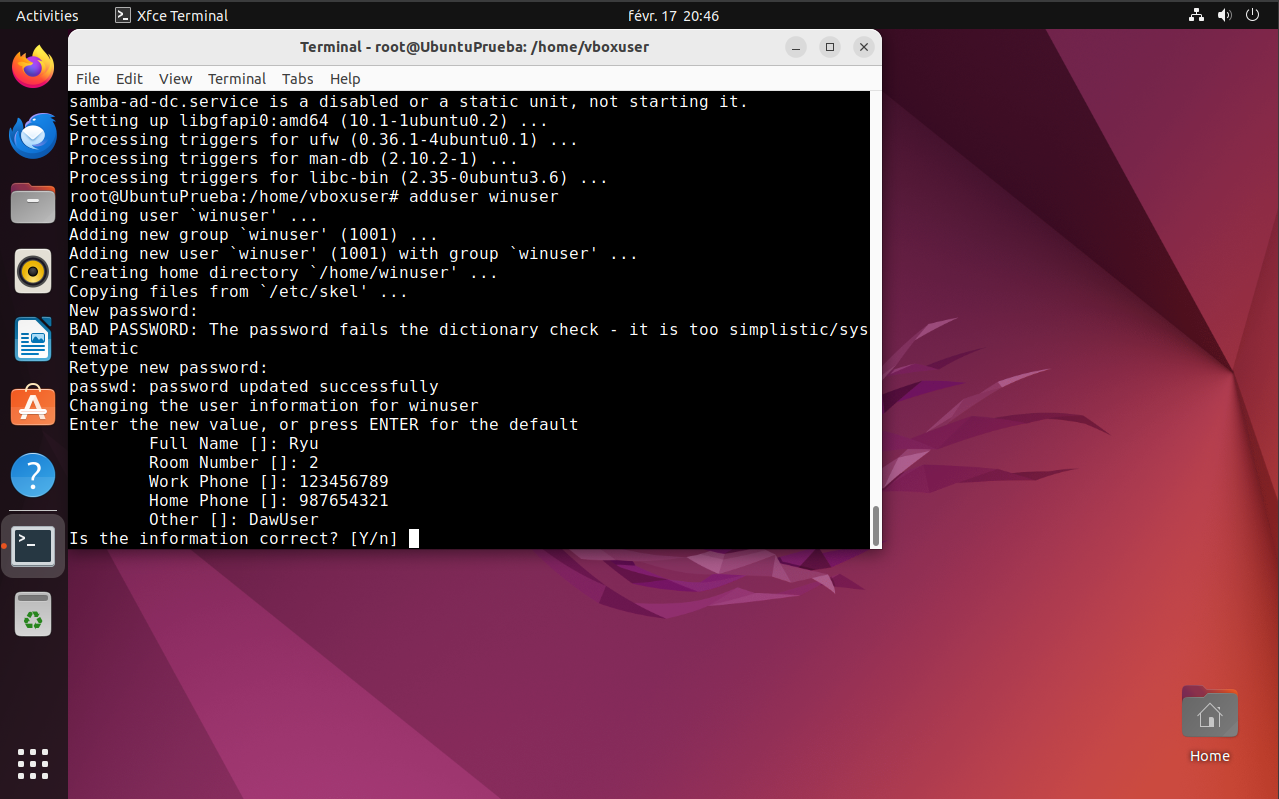 Activities
Xfce Terminal
févr. 17 20:46
Terminal - root@UbuntuPrueba: /home/vboxuser
File Edit View Terminal Tabs Help
samba-ad-dc.service is a disabled or a static unit, not starting it.
Setting up libgfapi0:amd64 (10.1-1ubuntu0.2) ...
Processing triggers for ufw (0.36.1-4ubuntu0.1) ...
Processing triggers for man-db (2.10.2-1) ...
Processing triggers for libc-bin (2.35-0ubuntu3.6) ...
root@UbuntuPrueba:/home/vboxuser# adduser winuser
Adding user `winuser' ...
Adding new group `winuser' (1001) ...
Adding new user `winuser' (1001) with group `winuser' ...
Creating home directory `/home/winuser' ...
Copying files from `/etc/skel' ...
New password:
BAD PASSWORD: The password fails the dictionary check - it is too simplistic/sys
tematic
Retype new password:
passwd: password updated successfully
Changing the user information for winuser
Enter the new value, or press ENTER for the default
Full Name []: Ryu
Room Number []: 2
Work Phone []: 123456789
Home Phone []: 987654321
Other []: DawUser
Is the information correct? [Y/n]
Home